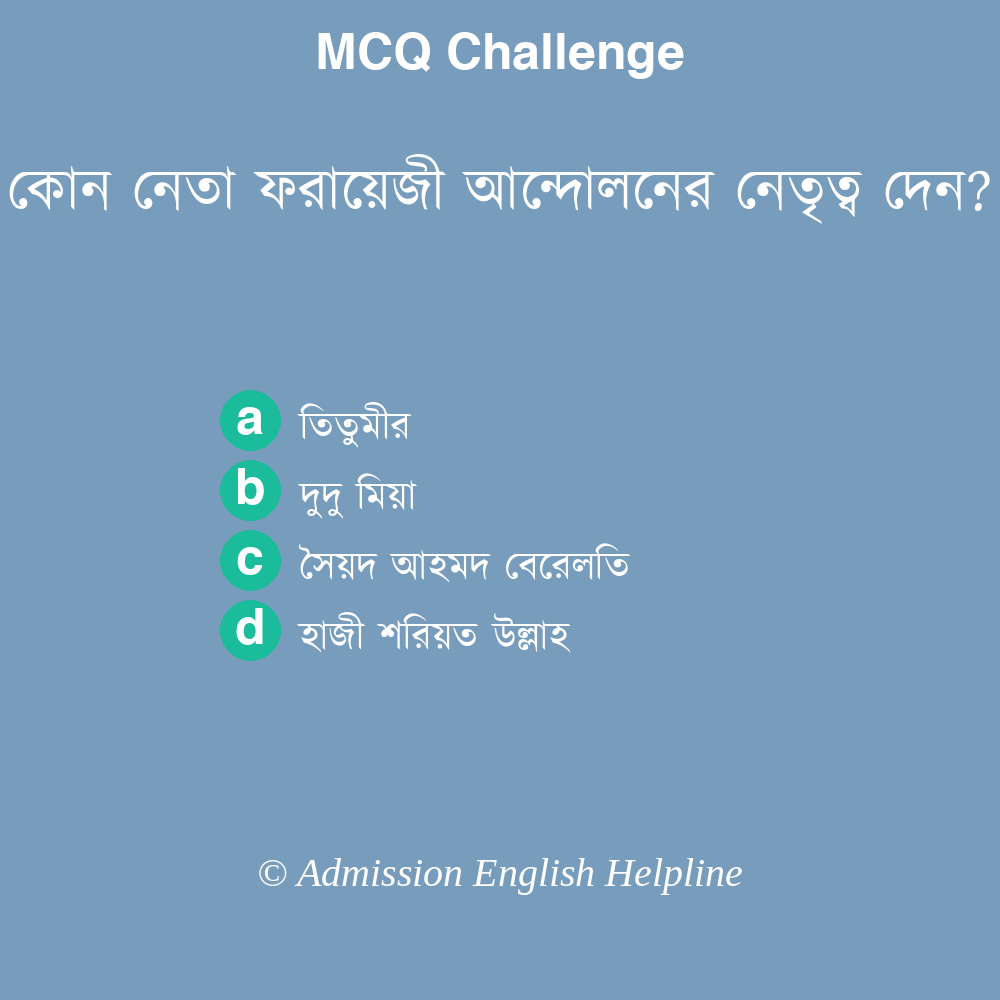 MCQ Challenge
কোন নেতা ফরায়েজী আন্দোলনের নেতৃত্ব দেন?
a তিতুমীর
b দুদু মিয়া
c সৈয়দ আহমদ বেরেলতি
d হাজী শরিয়ত উল্লাহ
© Admission English Helpline